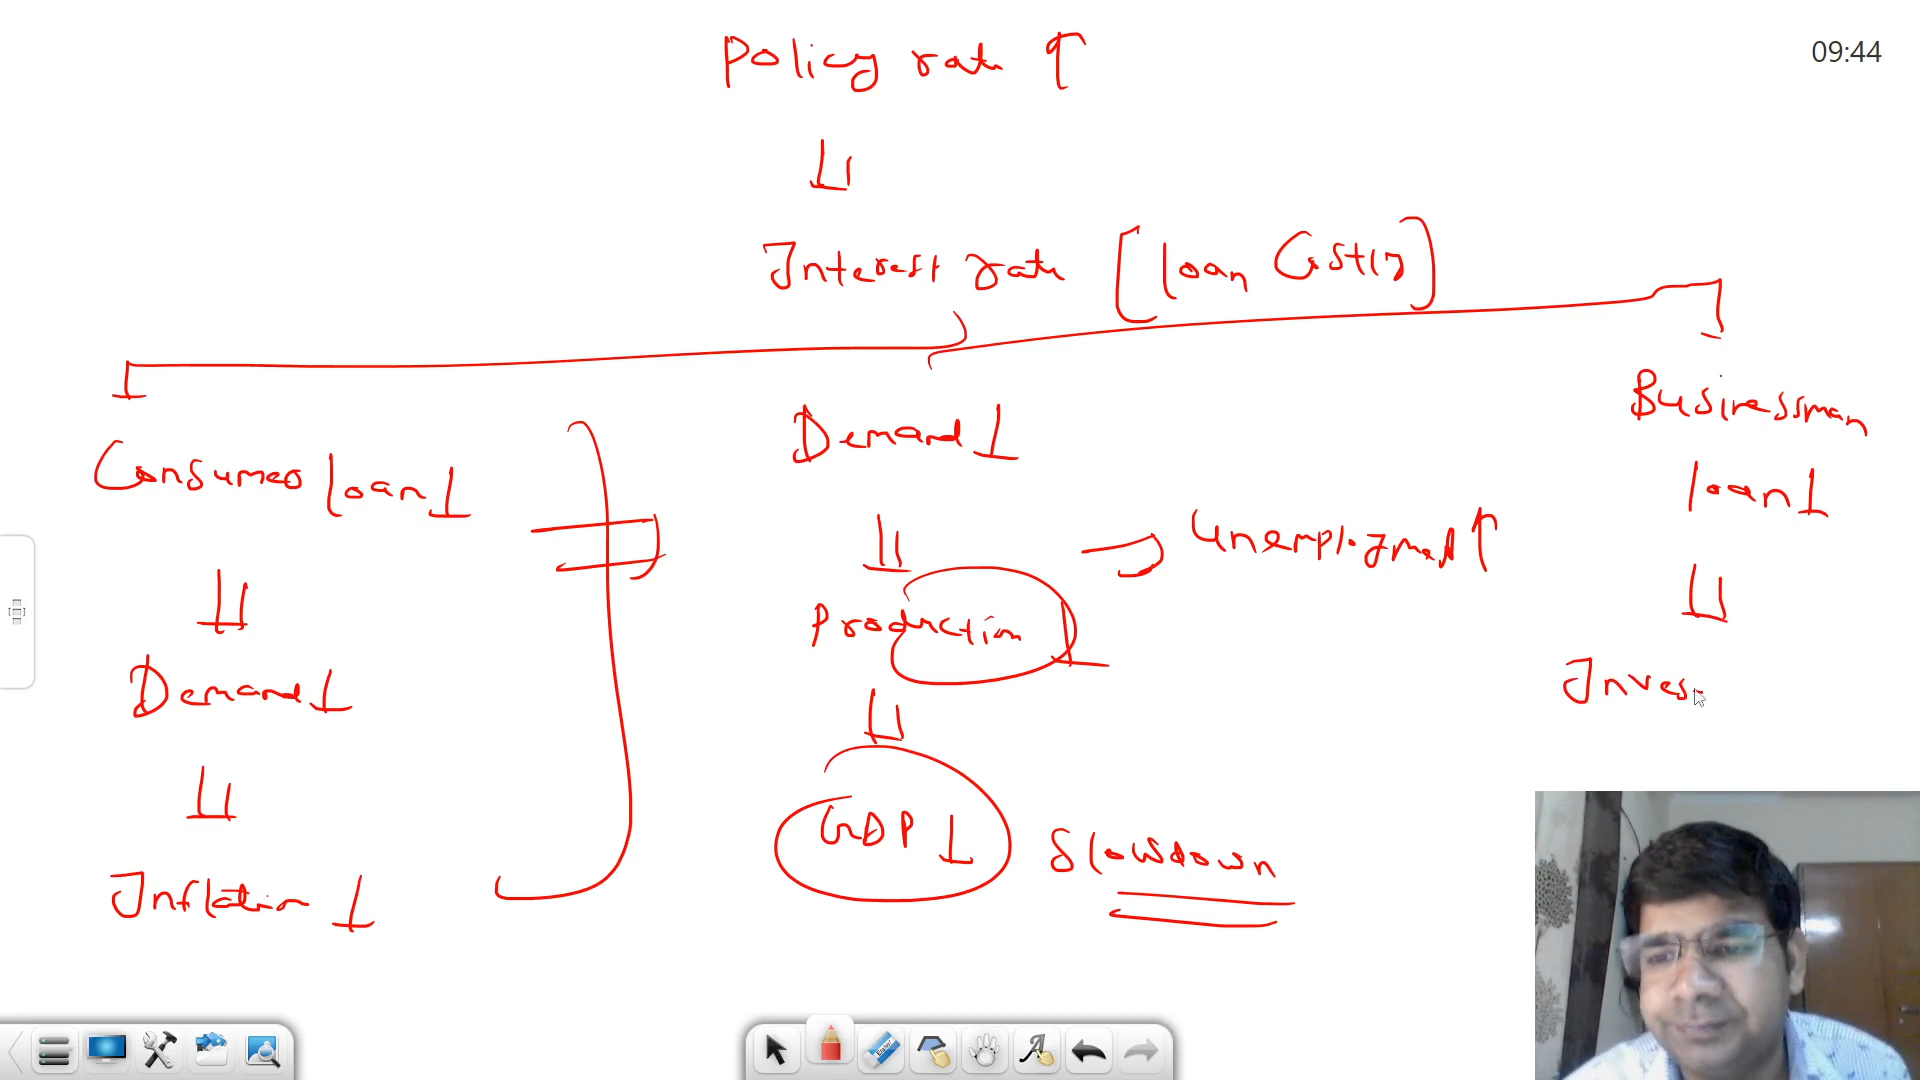 Policy rate ↑
09:44
Interest rate [loan Costly]
Consumer loan ↓
Demand ↓
Inflation ↓
Demand ↓
Production ↓
Unemployment ↑
GDP ↓ Slowdown
Businessman
loan ↓
Inves